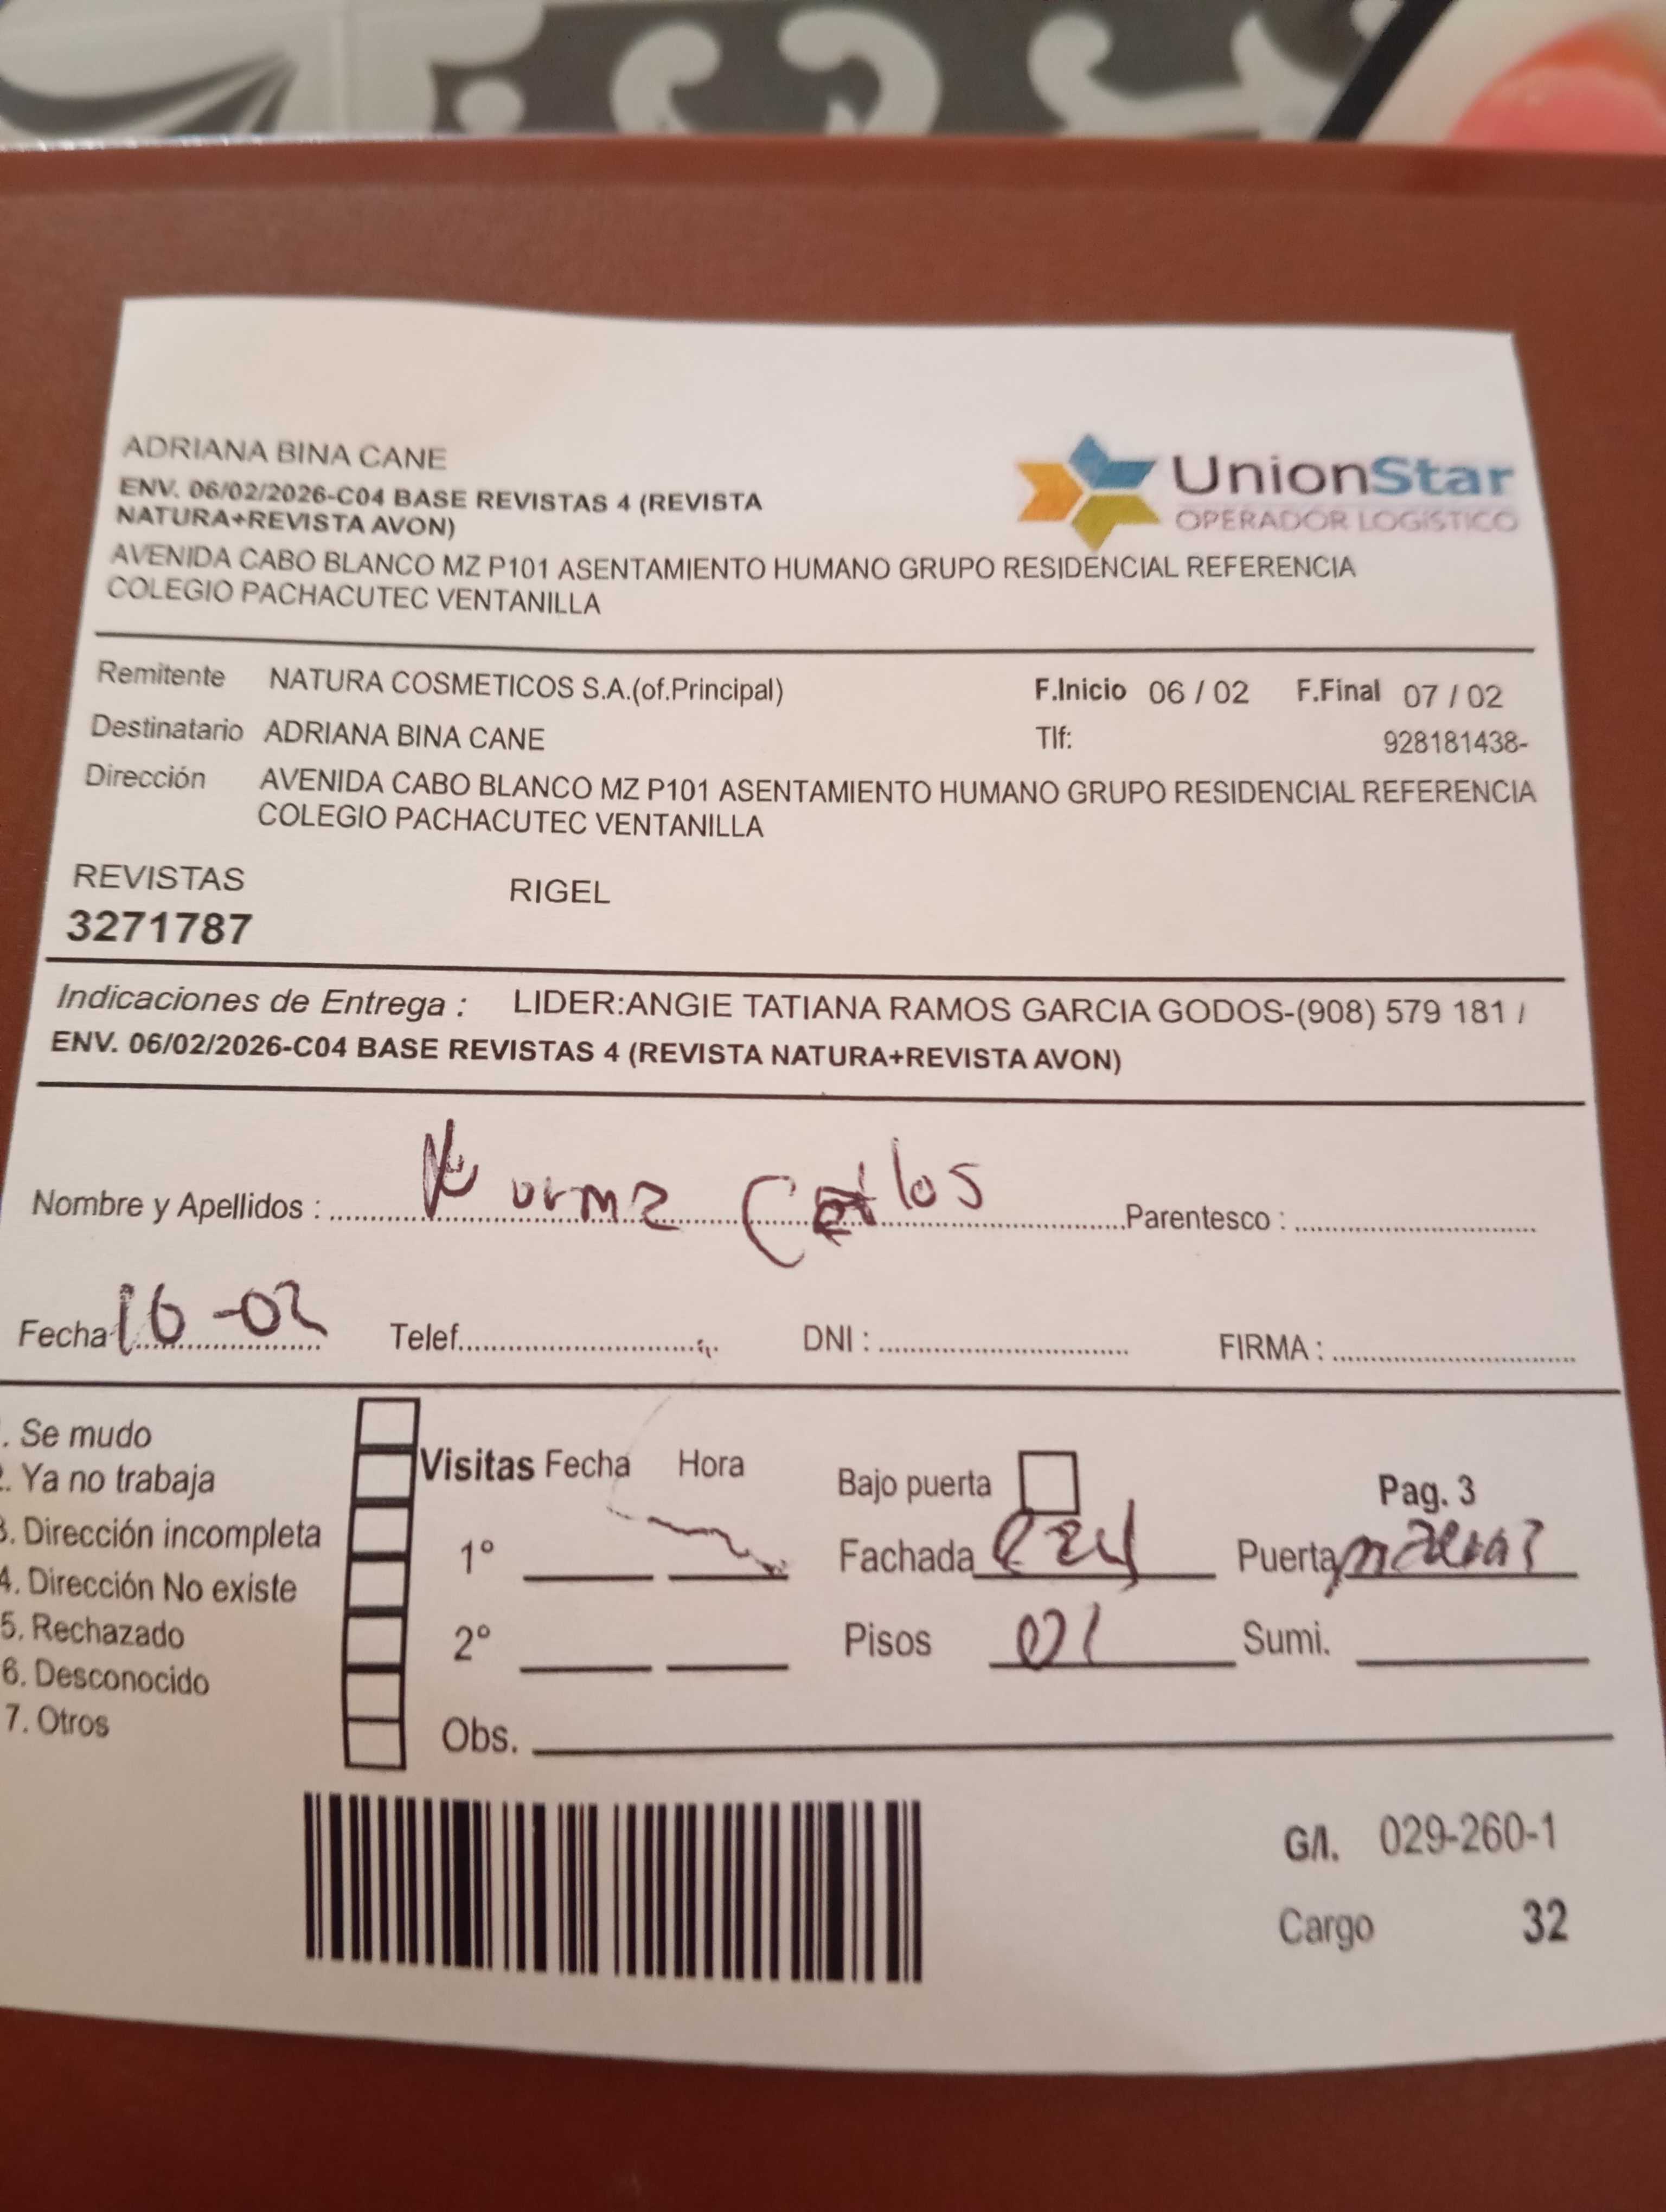 ADRIANA BINA CANE
ENV. 06/02/2026-C04 BASE REVISTAS 4 (REVISTA
NATURA+REVISTA AVON)
UnionStar
OPERADOR LOGÍSTICO
AVENIDA CABO BLANCO MZ P101 ASENTAMIENTO HUMANO GRUPO RESIDENCIAL REFERENCIA
COLEGIO PACHACUTEC VENTANILLA
Remitente NATURA COSMETICOS S.A.(of.Principal) F.Inicio 06 / 02 F.Final 07 / 02
Destinatario ADRIANA BINA CANE Tlf: 928181438-
Dirección AVENIDA CABO BLANCO MZ P101 ASENTAMIENTO HUMANO GRUPO RESIDENCIAL REFERENCIA
COLEGIO PACHACUTEC VENTANILLA
REVISTAS RIGEL
3271787
Indicaciones de Entrega : LIDER:ANGIE TATIANA RAMOS GARCIA GODOS-(908) 579 181 /
ENV. 06/02/2026-C04 BASE REVISTAS 4 (REVISTA NATURA+REVISTA AVON)
Nombre y Apellidos : Norma Parentesco :
Fecha 16-02 Telef. DNI : FIRMA :
. Se mudo
. Ya no trabaja
3. Dirección incompleta
4. Dirección No existe
5. Rechazado
6. Desconocido
7. Otros
Visitas Fecha Hora
1°
2°
Obs.
Bajo puerta Pag. 3
Fachada Puerta
Pisos 01 Sumi.
G/I. 029-260-1
Cargo 32